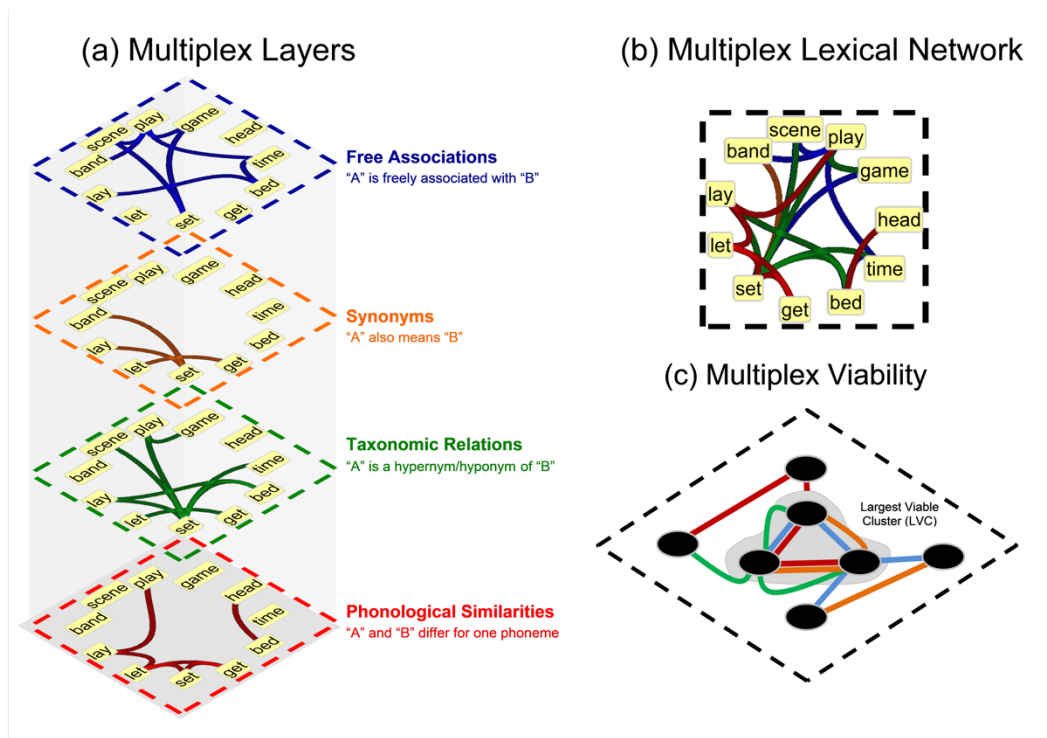 (a) Multiplex Layers
scene
play
game
head
band
time
lay
bed
let
get
set
Free Associations
“A” is freely associated with “B”
scene
play
game
head
band
time
lay
bed
let
get
set
Synonyms
“A” also means “B”
scene
play
game
head
band
time
lay
bed
let
get
set
Taxonomic Relations
“A” is a hypernym/hyponym of “B”
scene
play
game
head
band
time
lay
bed
let
get
set
Phonological Similarities
“A” and “B” differ for one phoneme
(b) Multiplex Lexical Network
scene
play
band
game
lay
head
let
time
set
bed
get
(c) Multiplex Viability
Largest Viable
Cluster (LVC)